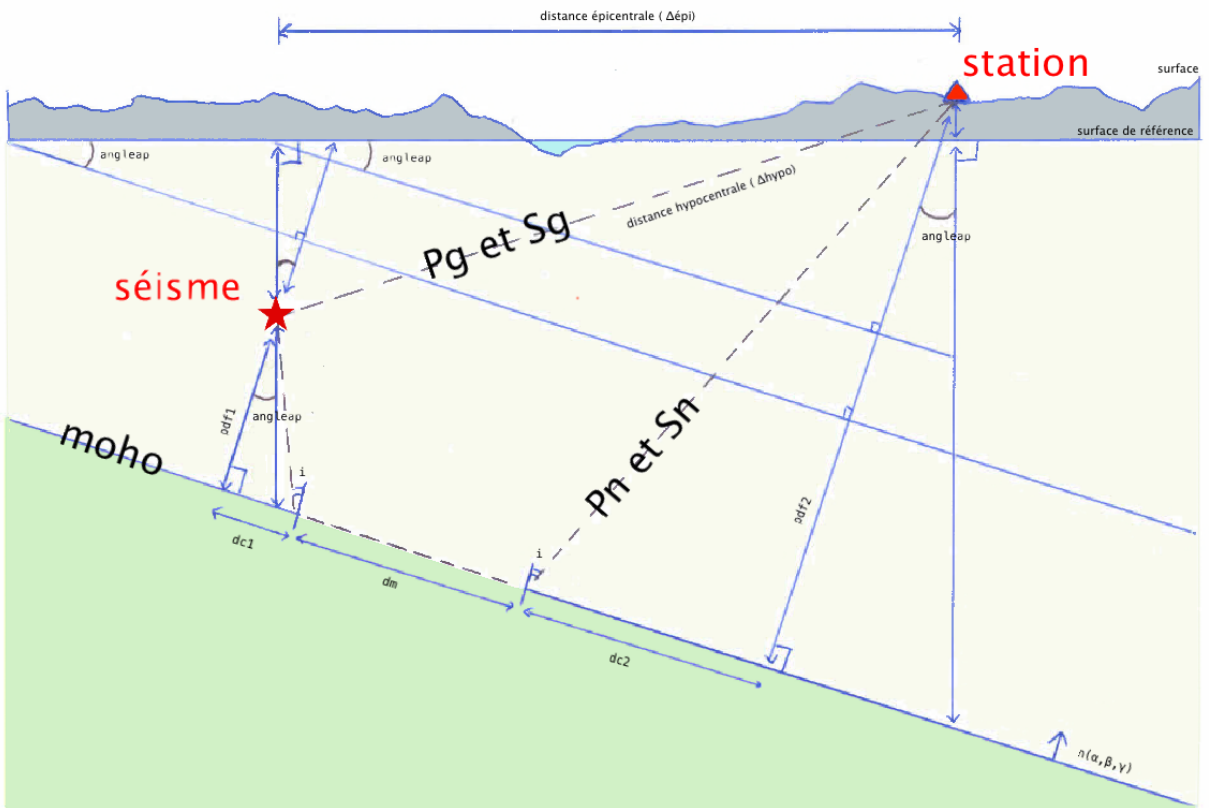 distance épicentrale ( Δépi)
station
surface
surface de référence
angleap
angleap
distance hypocentrale ( Δhypo)
Pg et Sg
angleap
séisme
pdf1
angleap
moho
i
Pn et Sn
pdf2
i
dc1
dm
dc2
n(α,β,γ)